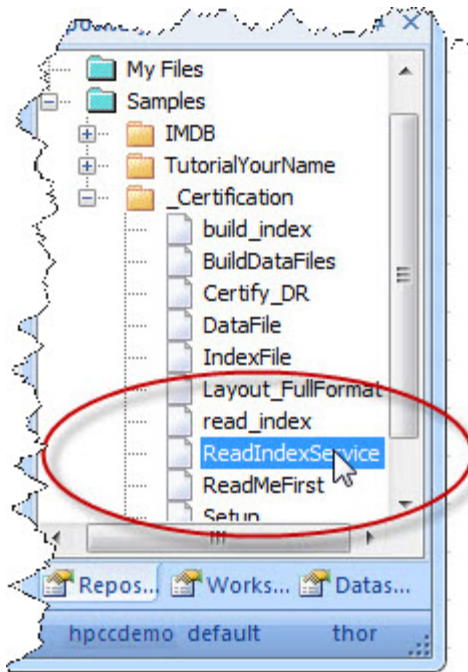 My Files
Samples
IMDB
TutorialYourName
_Certification
build_index
BuildDataFiles
Certify_DR
DataFile
IndexFile
Layout_FullFormat
read_index
ReadIndexService
ReadMeFirst
Setup
Repos... Works... Datas...
hpccdemo default thor